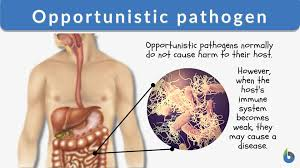 Opportunistic pathogen
Opportunistic pathogens normally
do not cause harm to their host.
However,
when the
host's
immune
system
becomes
weak, they
may cause a
disease.